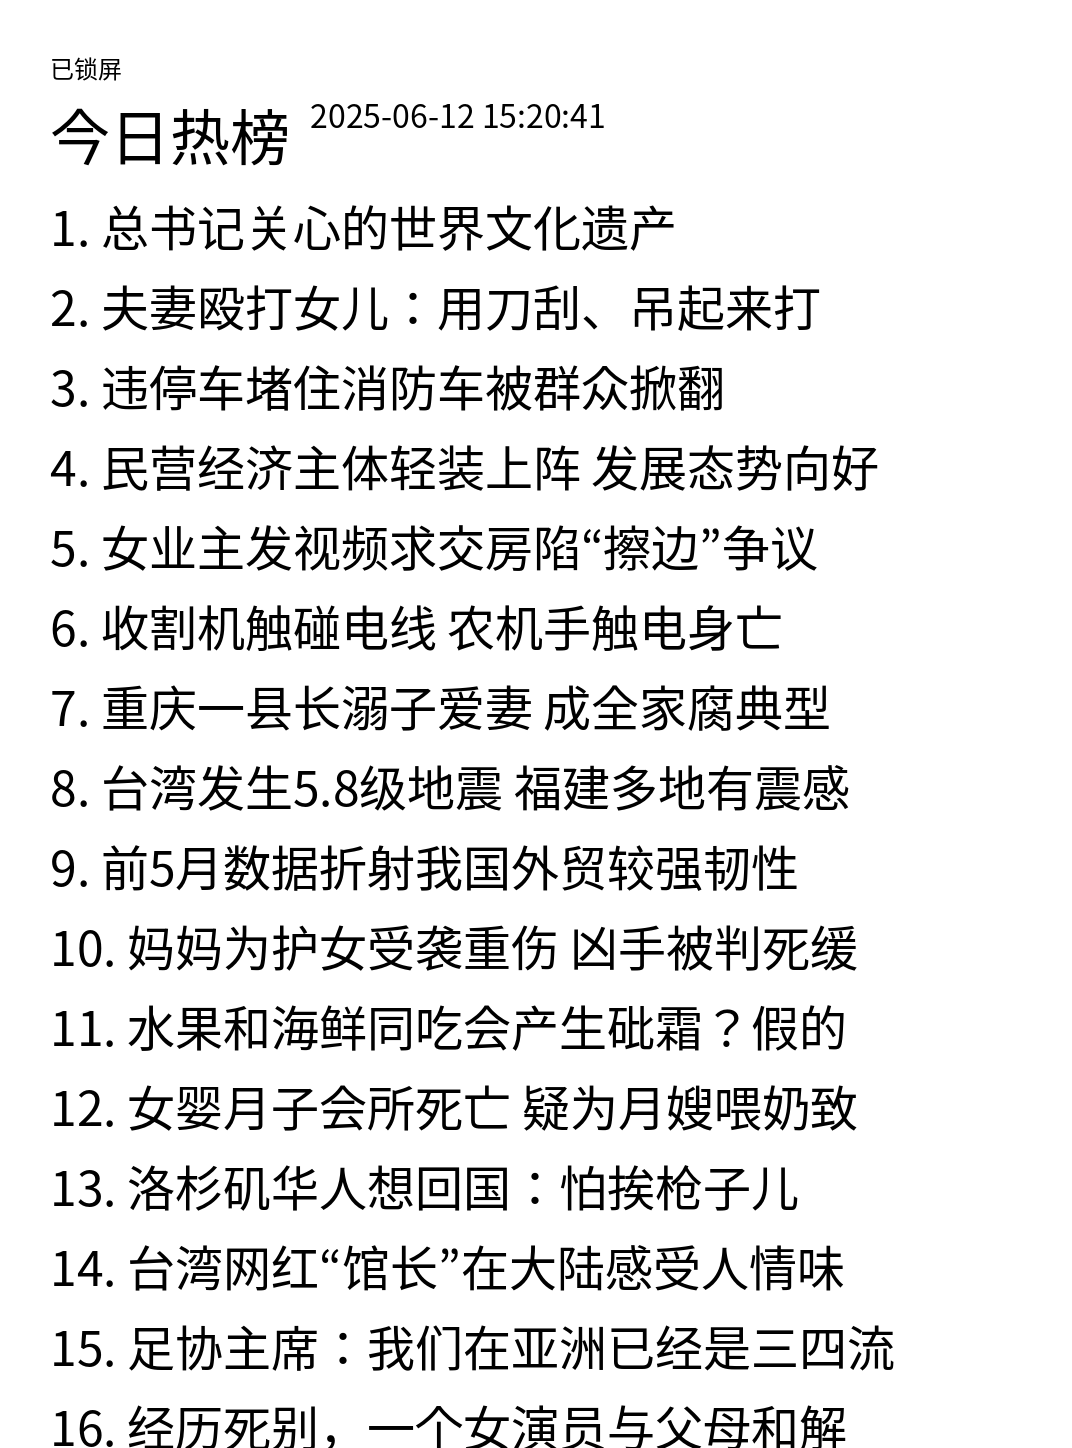 已锁屏
今日热榜 2025-06-12 15:20:41
1. 总书记关心的世界文化遗产
2. 夫妻殴打女儿：用刀刮、吊起来打
3. 违停车堵住消防车被群众掀翻
4. 民营经济主体轻装上阵 发展态势向好
5. 女业主发视频求交房陷“擦边”争议
6. 收割机触碰电线 农机手触电身亡
7. 重庆一县长溺子爱妻 成全家腐典型
8. 台湾发生5.8级地震 福建多地有震感
9. 前5月数据折射我国外贸较强韧性
10. 妈妈为护女受袭重伤 凶手被判死缓
11. 水果和海鲜同吃会产生砒霜？假的
12. 女婴月子会所死亡 疑为月嫂喂奶致
13. 洛杉矶华人想回国：怕挨枪子儿
14. 台湾网红“馆长”在大陆感受人情味
15. 足协主席：我们在亚洲已经是三四流
16. 经历死别，一个女演员与父母和解